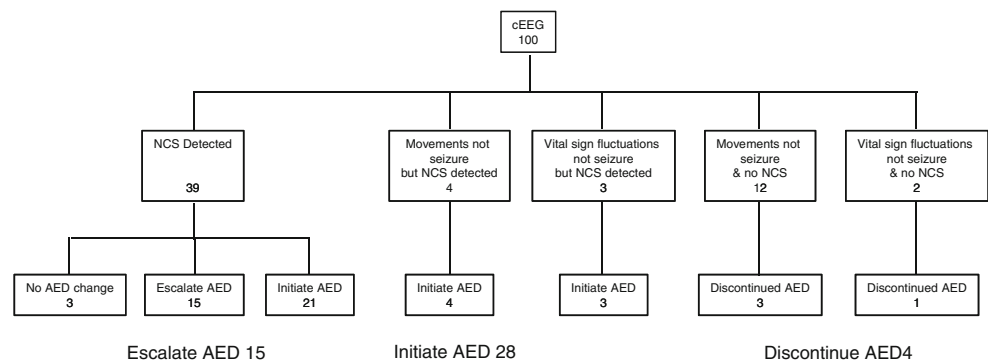 cEEG
100
NCS Detected
39
Movements not
seizure
but NCS detected
4
Vital sign fluctuations
not seizure
but NCS detected
3
Movements not
seizure
& no NCS
12
Vital sign fluctuations
not seizure
& no NCS
2
No AED change
3
Escalate AED
15
Initiate AED
21
Initiate AED
4
Initiate AED
3
Discontinued AED
3
Discontinued AED
1
Escalate AED 15
Initiate AED 28
Discontinue AED4